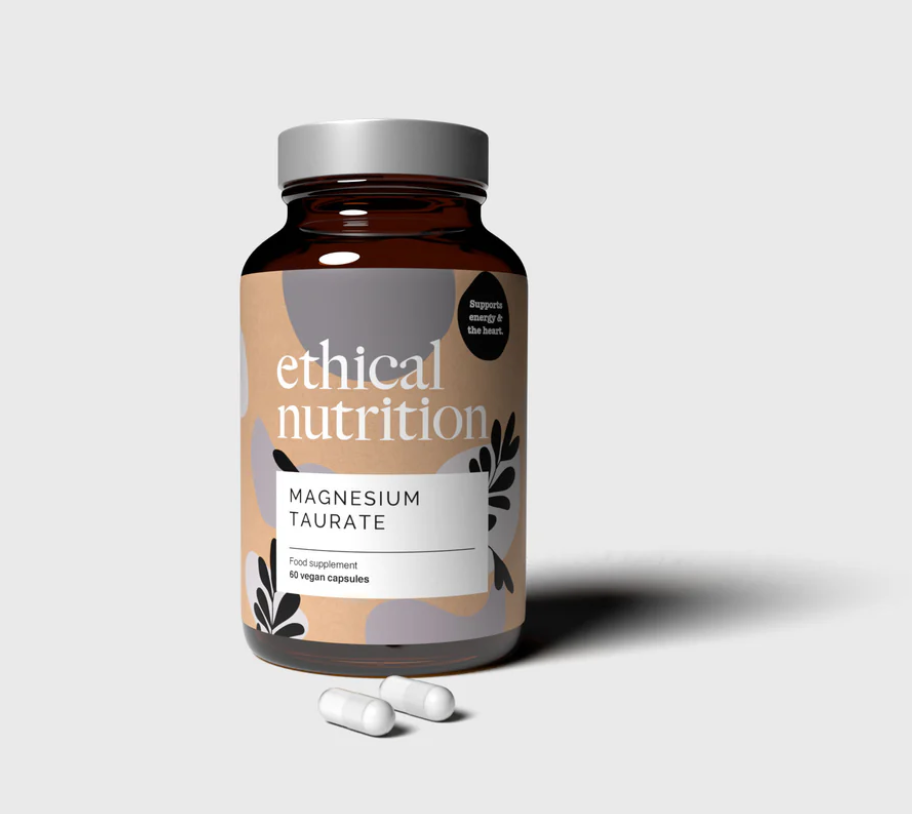 Supports
energy &
the heart.
ethical
nutrition
MAGNESIUM
TAURATE
Food supplement
60 vegan capsules